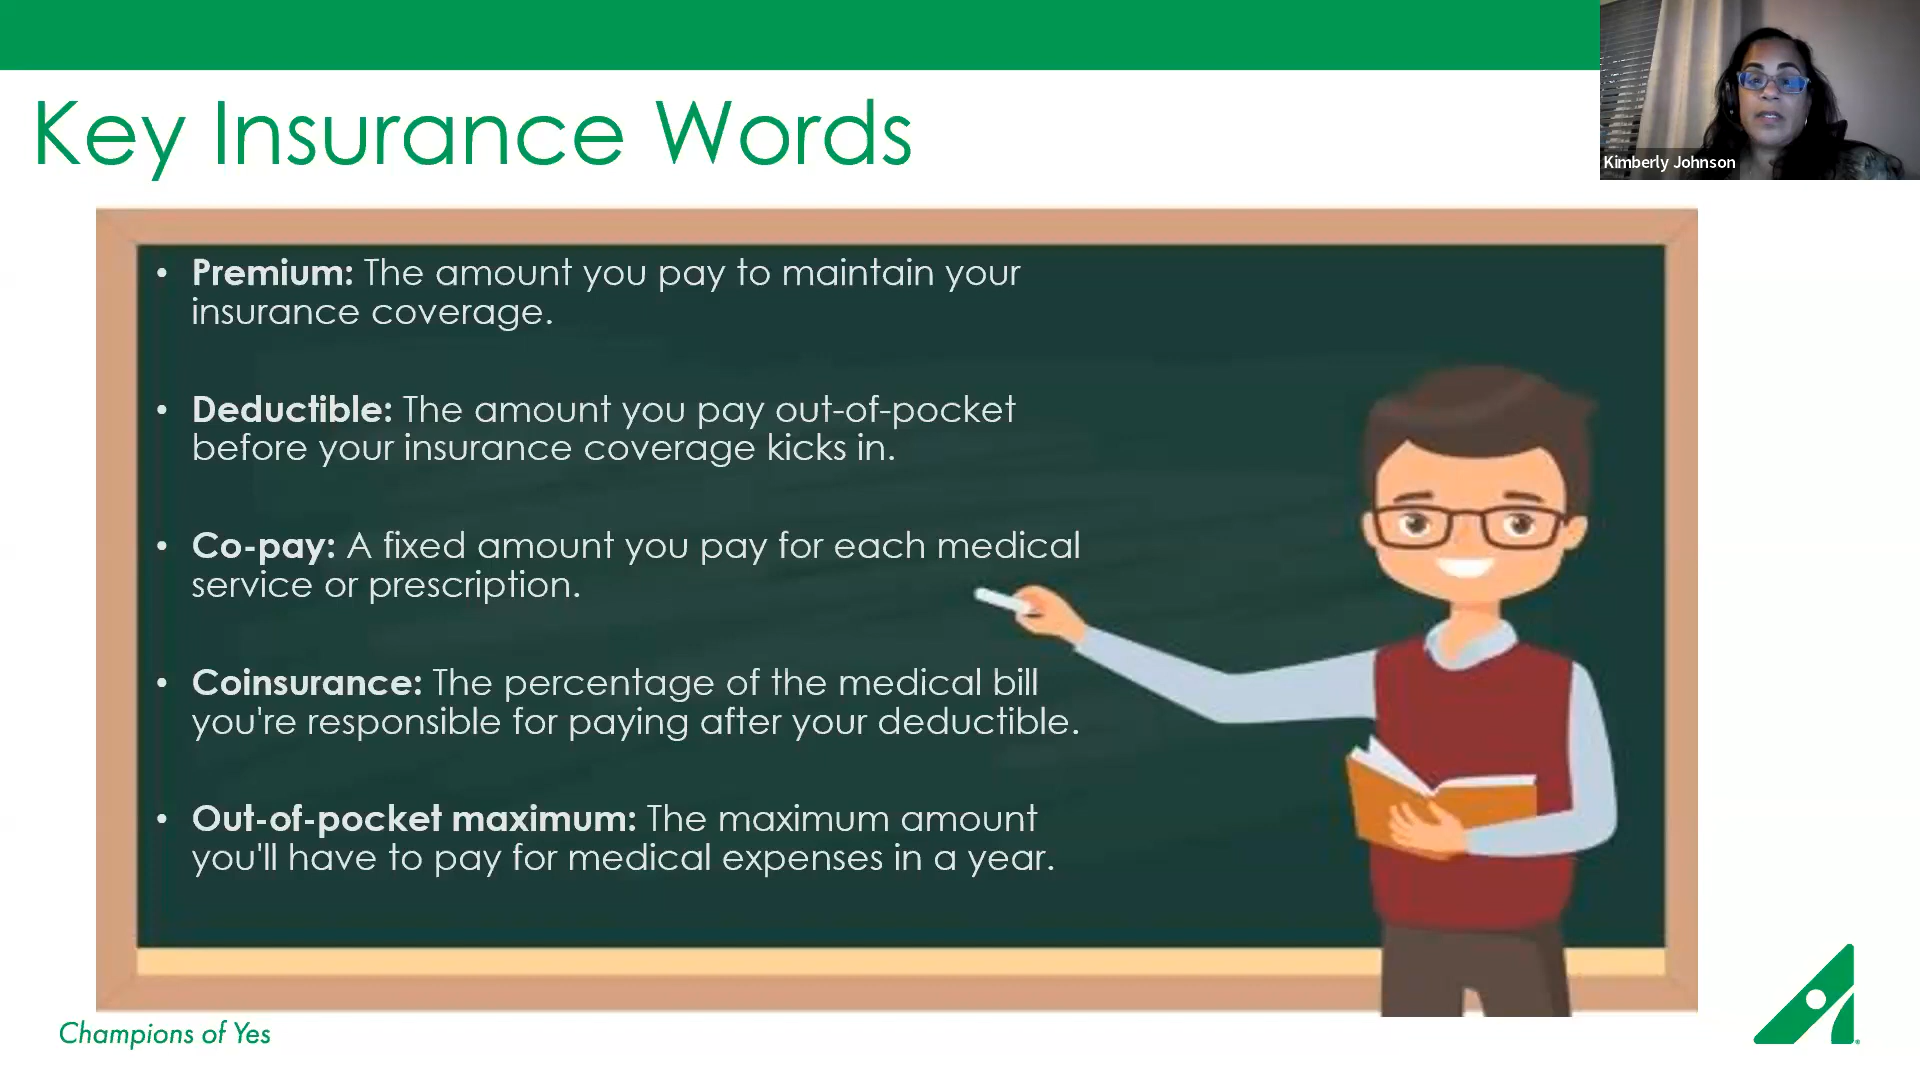 Key Insurance Words
Kimberly Johnson
• Premium: The amount you pay to maintain your
insurance coverage.
• Deductible: The amount you pay out-of-pocket
before your insurance coverage kicks in.
• Co-pay: A fixed amount you pay for each medical
service or prescription.
• Coinsurance: The percentage of the medical bill
you're responsible for paying after your deductible.
• Out-of-pocket maximum: The maximum amount
you'll have to pay for medical expenses in a year.
Champions of Yes